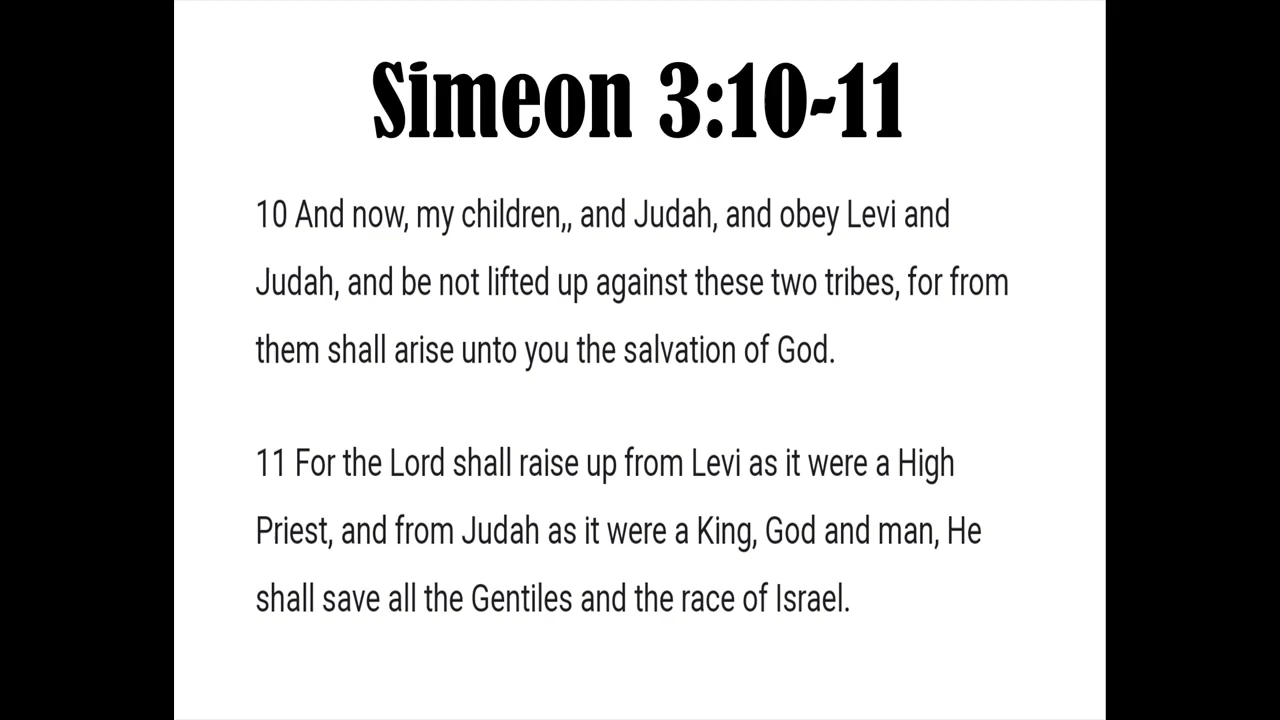 Simeon 3:10-11
10 And now, my children,, and Judah, and obey Levi and
Judah, and be not lifted up against these two tribes, for from
them shall arise unto you the salvation of God.
11 For the Lord shall raise up from Levi as it were a High
Priest, and from Judah as it were a King, God and man, He
shall save all the Gentiles and the race of Israel.